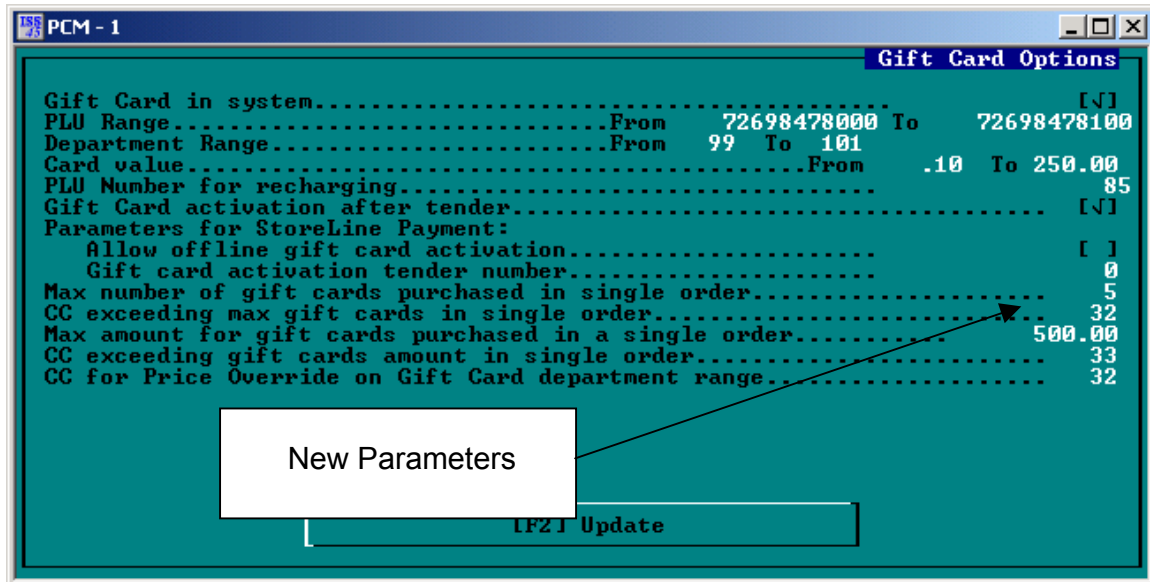 ISS 45 PCM - 1
Gift Card Options
Gift Card in system......................................... [√]
PLU Range...............................From 72698478000 To 72698478100
Department Range........................From 99 To 101
Card value............................................From .10 To 250.00
PLU Number for recharging.................................. 85
Gift Card activation after tender...................................... [√]
Parameters for StoreLine Payment:
Allow offline gift card activation...................... [ ]
Gift card activation tender number...................... 0
Max number of gift cards purchased in single order..................... 5
CC exceeding max gift cards in single order............................ 32
Max amount for gift cards purchased in a single order........... 500.00
CC exceeding gift cards amount in single order......................... 33
CC for Price Override on Gift Card department range.................... 32
New Parameters
[F2] Update